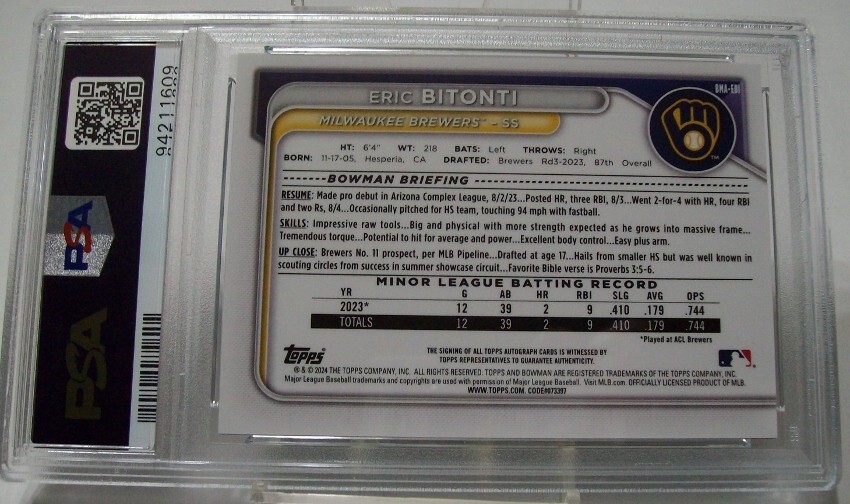 94211609
PSA
PSA
BMA-EBI
ERIC BITONTI
MILWAUKEE BREWERS™ - SS
M
™
HT: 6'4" WT: 218 BATS: Left THROWS: Right
BORN: 11-17-05, Hesperia, CA DRAFTED: Brewers Rd3-2023, 87th Overall
BOWMAN BRIEFING
RESUME: Made pro debut in Arizona Complex League, 8/2/23...Posted HR, three RBI, 8/3...Went 2-for-4 with HR, four RBI
and two Rs, 8/4...Occasionally pitched for HS team, touching 94 mph with fastball.
SKILLS: Impressive raw tools...Big and physical with more strength expected as he grows into massive frame...
Tremendous torque...Potential to hit for average and power...Excellent body control...Easy plus arm.
UP CLOSE: Brewers No. 11 prospect, per MLB Pipeline...Drafted at age 17...Hails from smaller HS but was well known in
scouting circles from success in summer showcase circuit...Favorite Bible verse is Proverbs 3:5-6.
MINOR LEAGUE BATTING RECORD
YR G AB HR RBI SLG AVG OPS
2023* 12 39 2 9 .410 .179 .744
TOTALS 12 39 2 9 .410 .179 .744
*Played at ACL Brewers
Topps
THE SIGNING OF ALL TOPPS AUTOGRAPH CARDS IS WITNESSED BY
TOPPS REPRESENTATIVES TO GUARANTEE AUTHENTICITY.
® & © 2024 THE TOPPS COMPANY, INC. ALL RIGHTS RESERVED. TOPPS AND BOWMAN ARE REGISTERED TRADEMARKS OF THE TOPPS COMPANY, INC.
Major League Baseball trademarks and copyrights are used with permission of Major League Baseball. Visit MLB.com. OFFICIALLY LICENSED PRODUCT OF MLB.
WWW.TOPPS.COM. CODE#073397